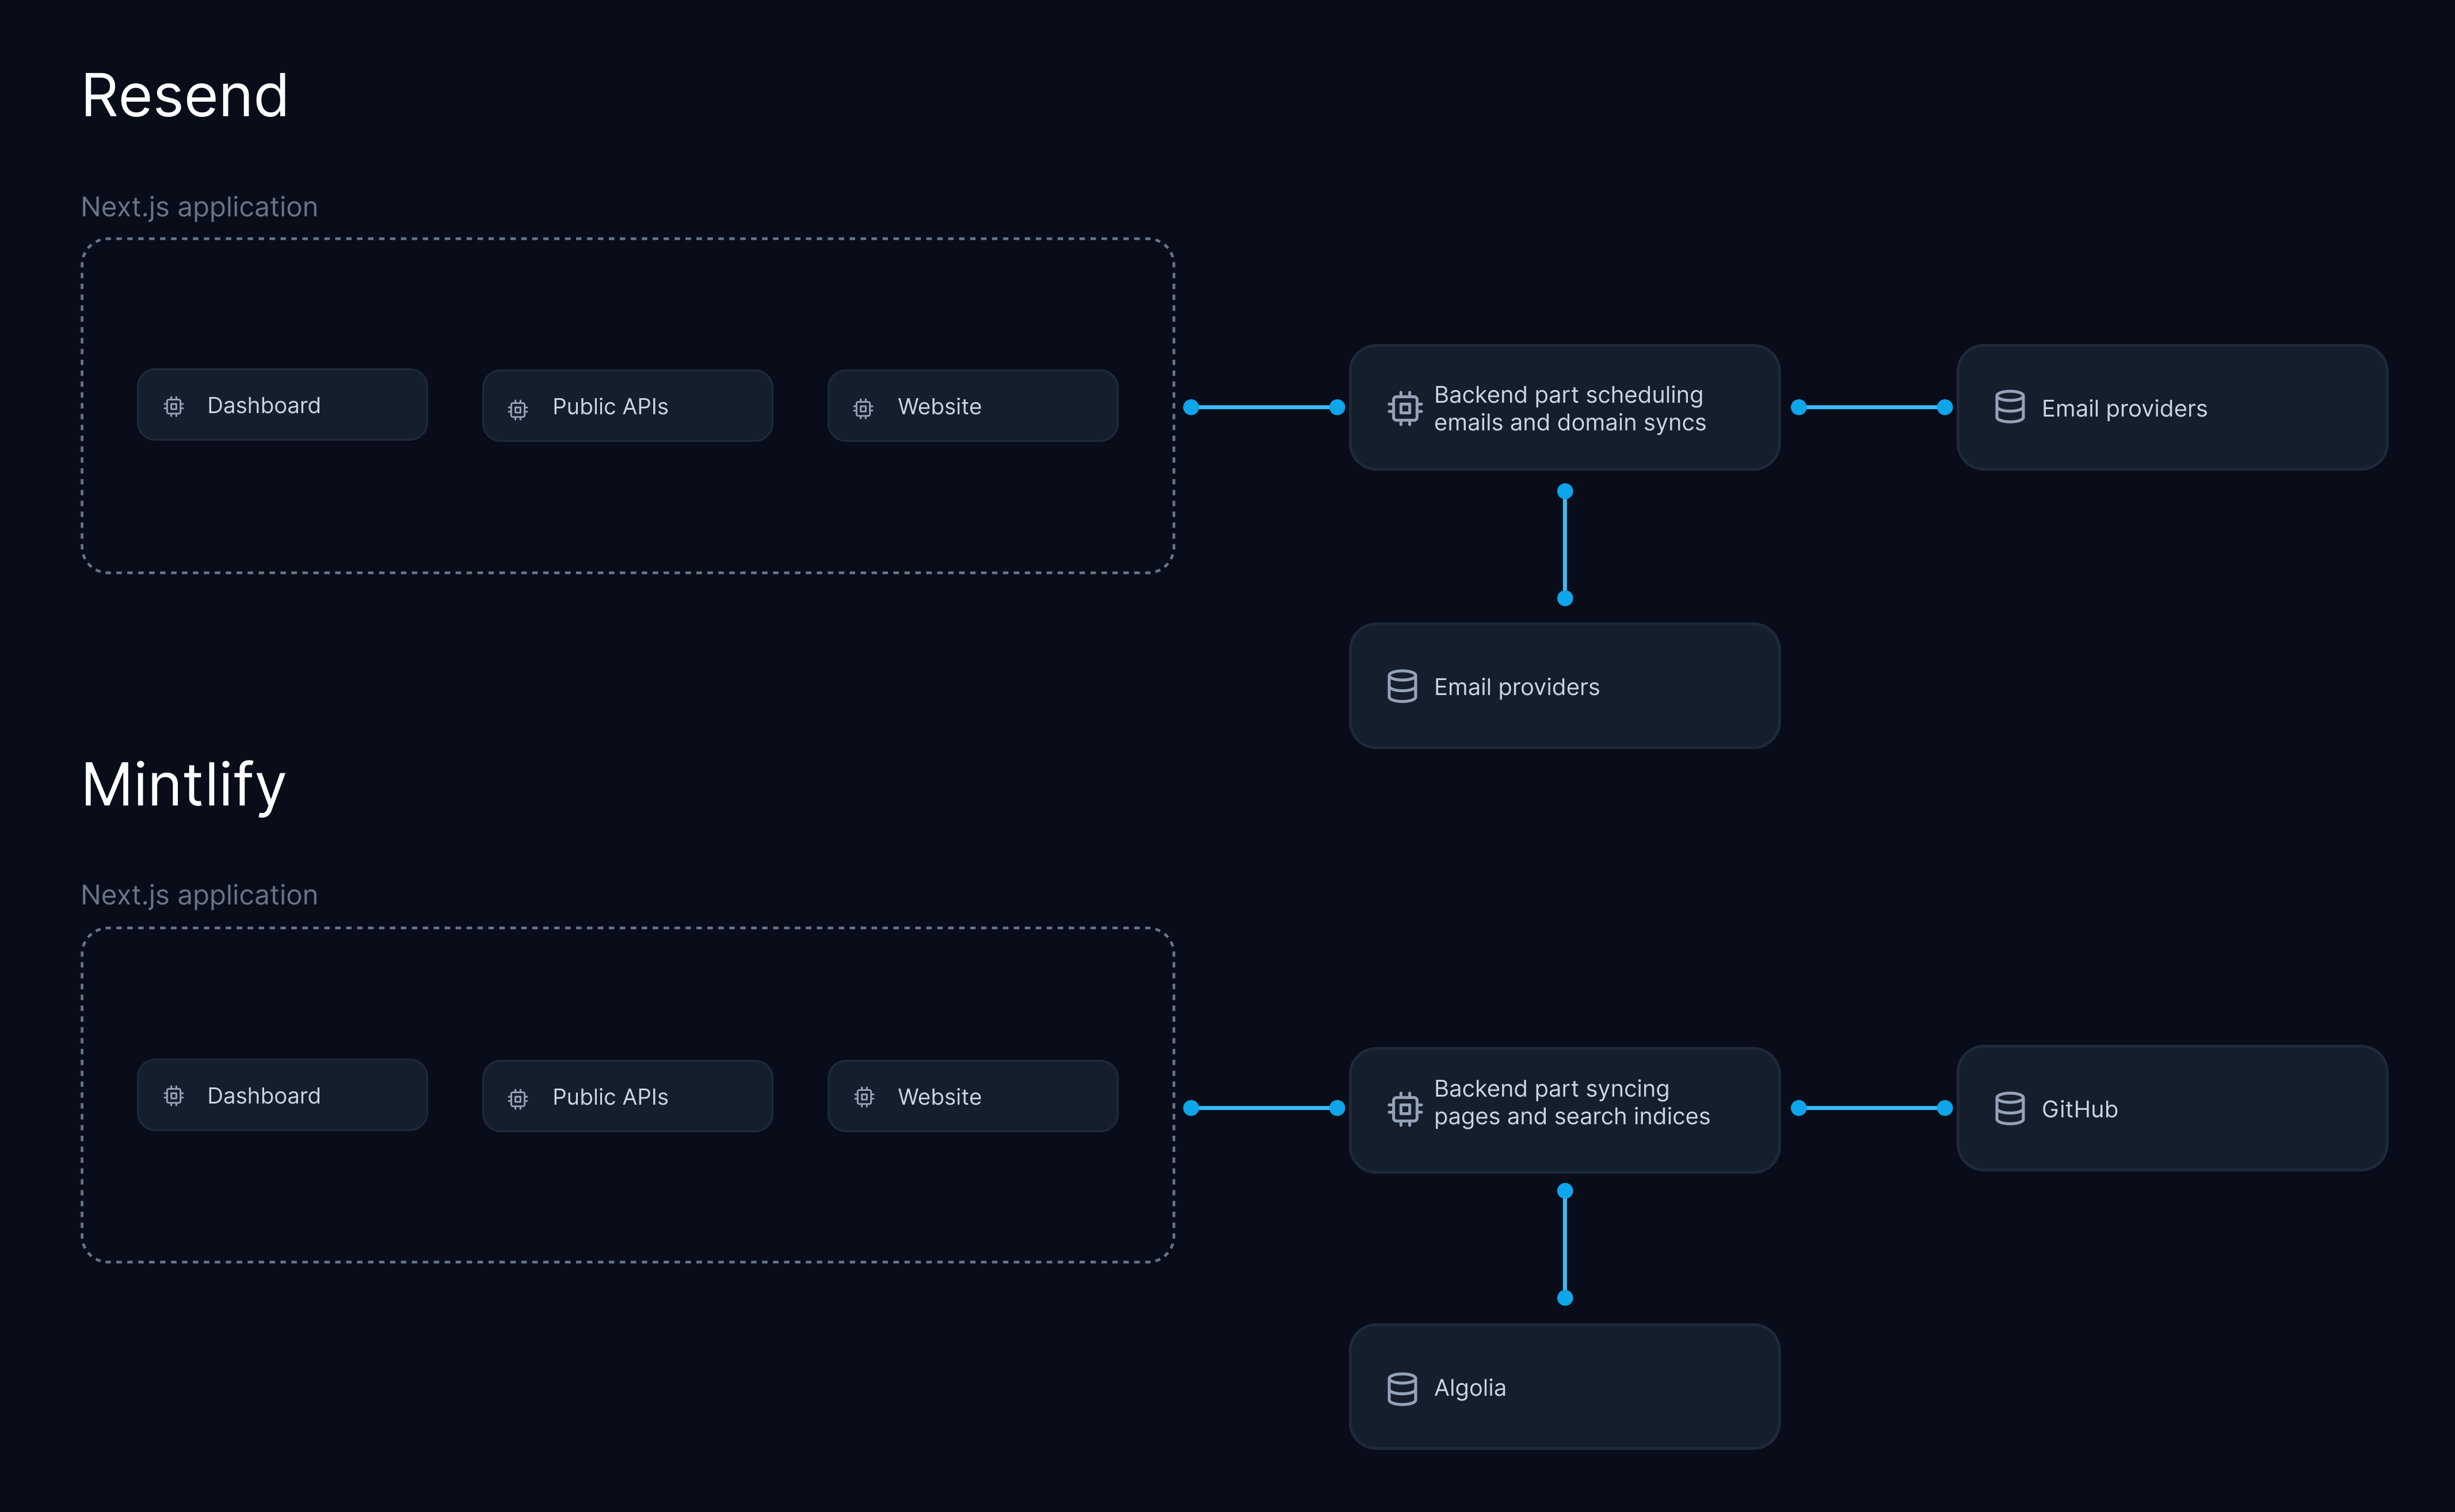 Resend
Next.js application
Dashboard
Public APIs
Website
Backend part scheduling
emails and domain syncs
Email providers
Email providers
Mintlify
Next.js application
Dashboard
Public APIs
Website
Backend part syncing
pages and search indices
GitHub
Algolia